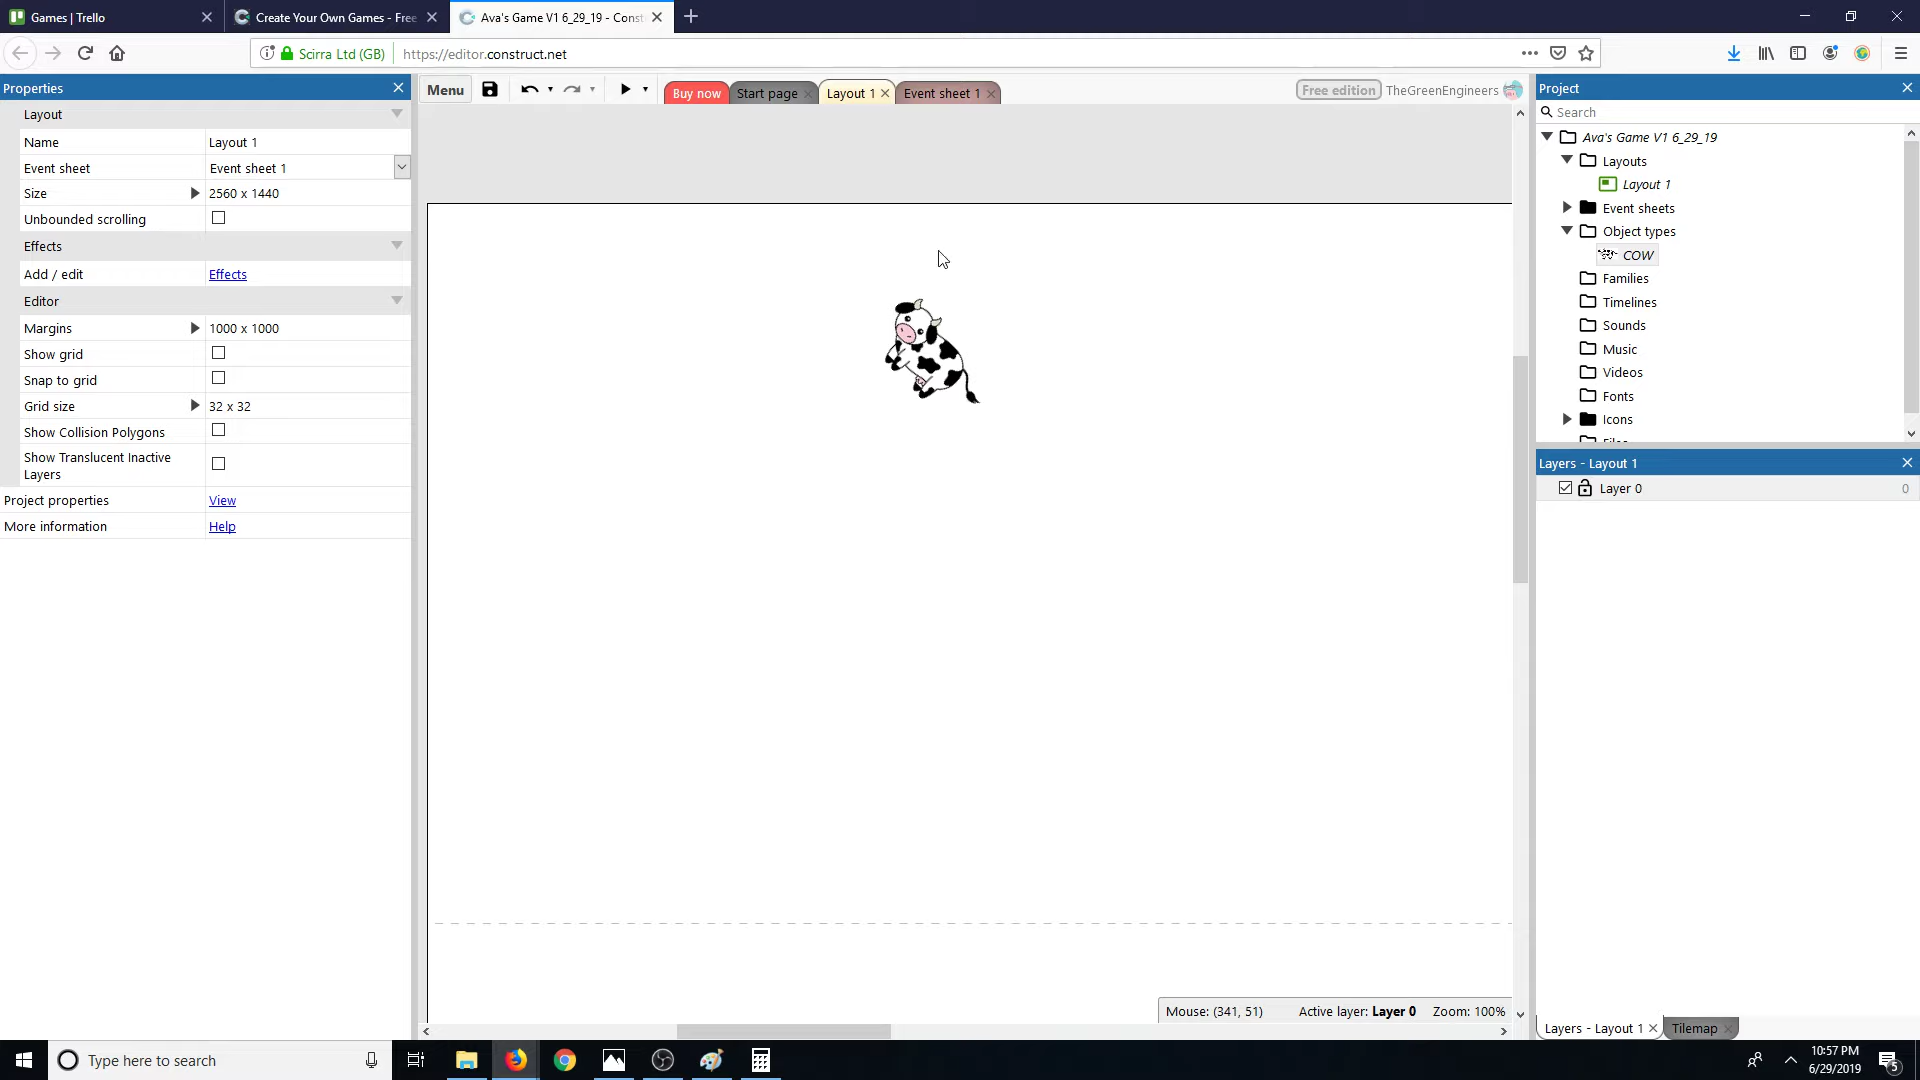 Games | Trello
Create Your Own Games - Free
Ava's Game V1 6_29_19 - Const
Scirra Ltd (GB)
https://editor.construct.net
Properties
Layout
Name Layout 1
Event sheet Event sheet 1
Size 2560 x 1440
Unbounded scrolling
Effects
Add / edit Effects
Editor
Margins 1000 x 1000
Show grid
Snap to grid
Grid size 32 x 32
Show Collision Polygons
Show Translucent Inactive
Layers
Project properties View
More information Help
Menu
Buy now
Start page
Layout 1
Event sheet 1
Free edition
TheGreenEngineers
Mouse: (341, 51) Active layer: Layer 0 Zoom: 100%
Project
Search
Ava's Game V1 6_29_19
Layouts
Layout 1
Event sheets
Object types
COW
Families
Timelines
Sounds
Music
Videos
Fonts
Icons
Files
Layers - Layout 1
Layer 0 0
Layers - Layout 1
Tilemap
Type here to search
10:57 PM
6/29/2019
5